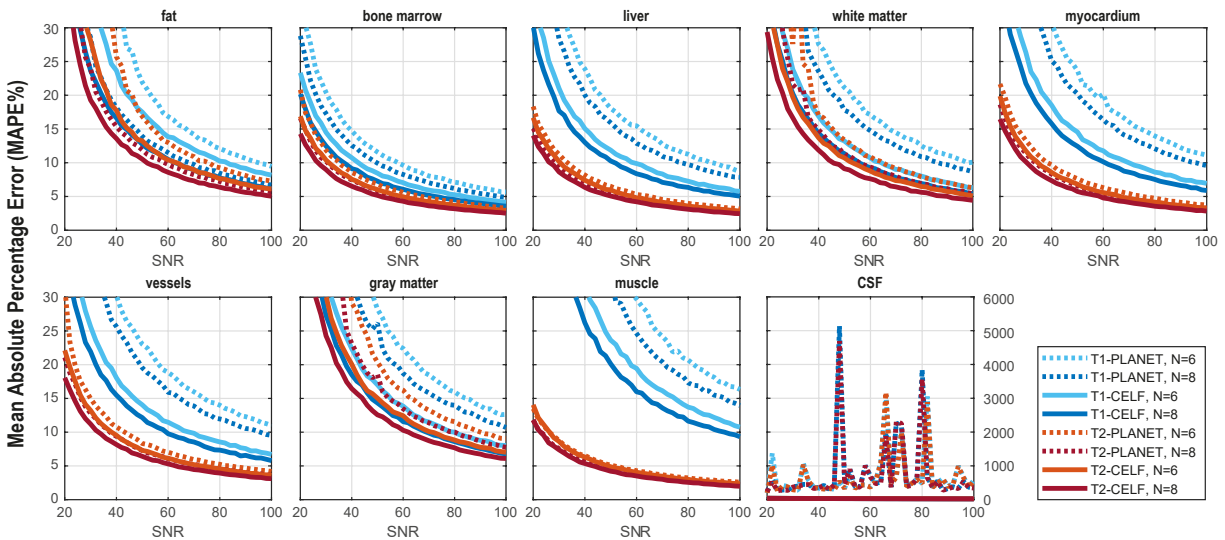 fat bone marrow liver white matter myocardium
Mean Absolute Percentage Error (MAPE%)
30
25
20
15
10
5
0
20 40 60 80 100 20 40 60 80 100 20 40 60 80 100 20 40 60 80 100 20 40 60 80 100
SNR SNR SNR SNR SNR
vessels gray matter muscle CSF
30
25
20
15
10
5
0
6000
5000
4000
3000
2000
1000
0
20 40 60 80 100 20 40 60 80 100 20 40 60 80 100 20 40 60 80 100
SNR SNR SNR SNR
T1-PLANET, N=6
T1-PLANET, N=8
T1-CELF, N=6
T1-CELF, N=8
T2-PLANET, N=6
T2-PLANET, N=8
T2-CELF, N=6
T2-CELF, N=8